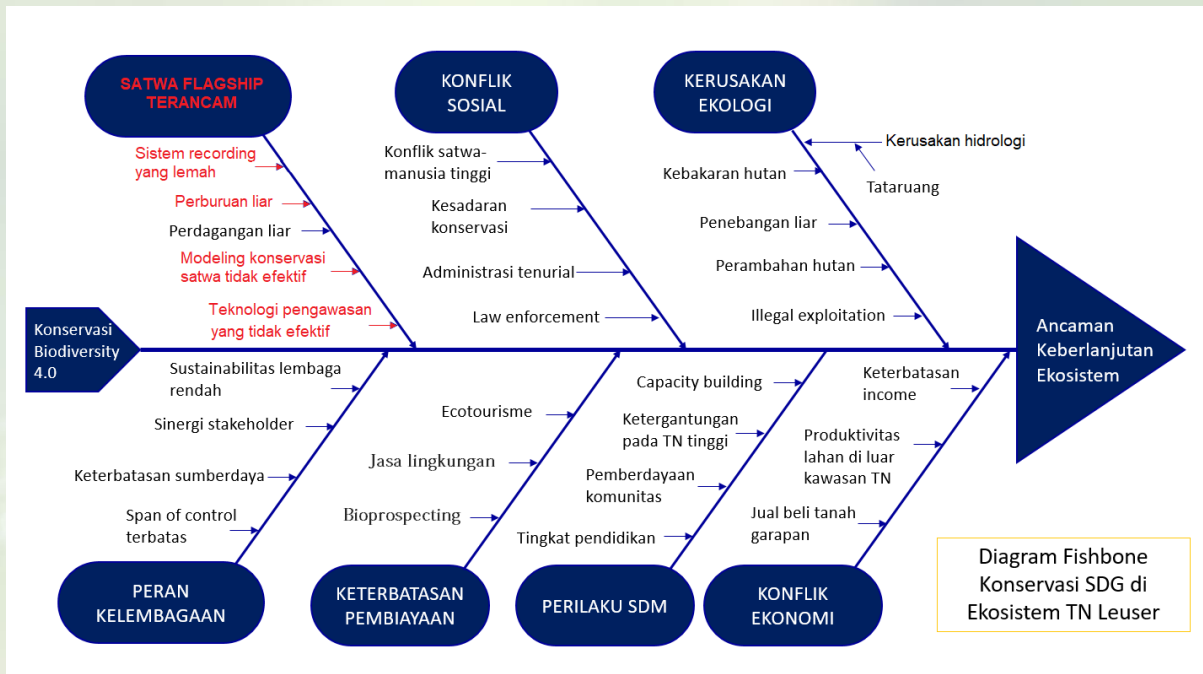 SATWA FLAGSHIP
TERANCAM
KONFLIK
SOSIAL
KERUSAKAN
EKOLOGI
Sistem recording
yang lemah
Perburuan liar
Perdagangan liar
Modeling konservasi
satwa tidak efektif
Teknologi pengawasan
yang tidak efektif
Konflik satwa-
manusia tinggi
Kesadaran
konservasi
Administrasi tenurial
Law enforcement
Kerusakan hidrologi
Tataruang
Kebakaran hutan
Penebangan liar
Perambahan hutan
Illegal exploitation
Konservasi
Biodiversity
4.0
Ancaman
Keberlanjutan
Ekosistem
Sustainabilitas lembaga
rendah
Sinergi stakeholder
Keterbatasan sumberdaya
Span of control
terbatas
Ecotourisme
Jasa lingkungan
Bioprospecting
Capacity building
Ketergantungan
pada TN tinggi
Pemberdayaan
komunitas
Tingkat pendidikan
Keterbatasan
income
Produktivitas
lahan di luar
kawasan TN
Jual beli tanah
garapan
PERAN
KELEMBAGAAN
KETERBATASAN
PEMBIAYAAN
PERILAKU SDM
KONFLIK
EKONOMI
Diagram Fishbone
Konservasi SDG di
Ekosistem TN Leuser